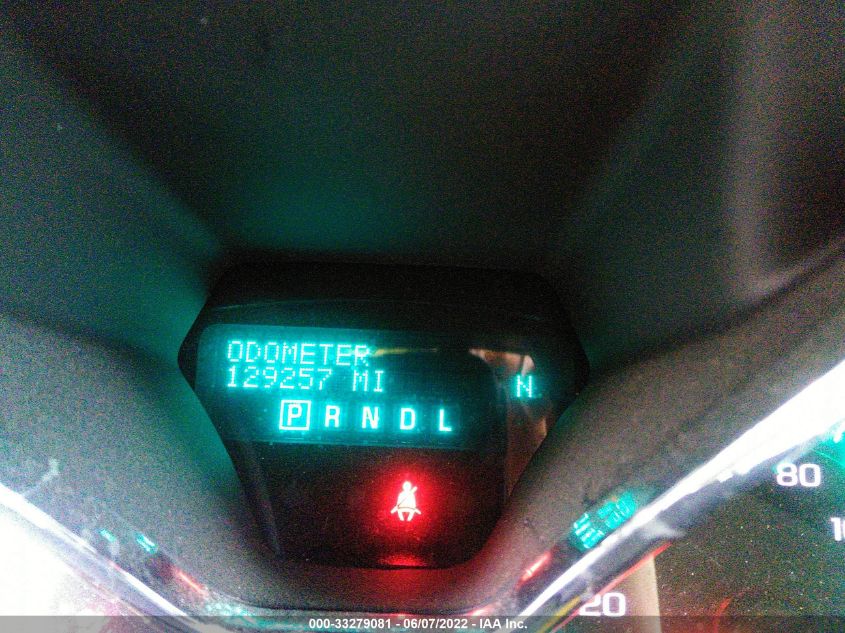 ODOMETER
129257 MI
N
P R N D L
80
20
000-33279081 - 06/07/2022 - IAA Inc.